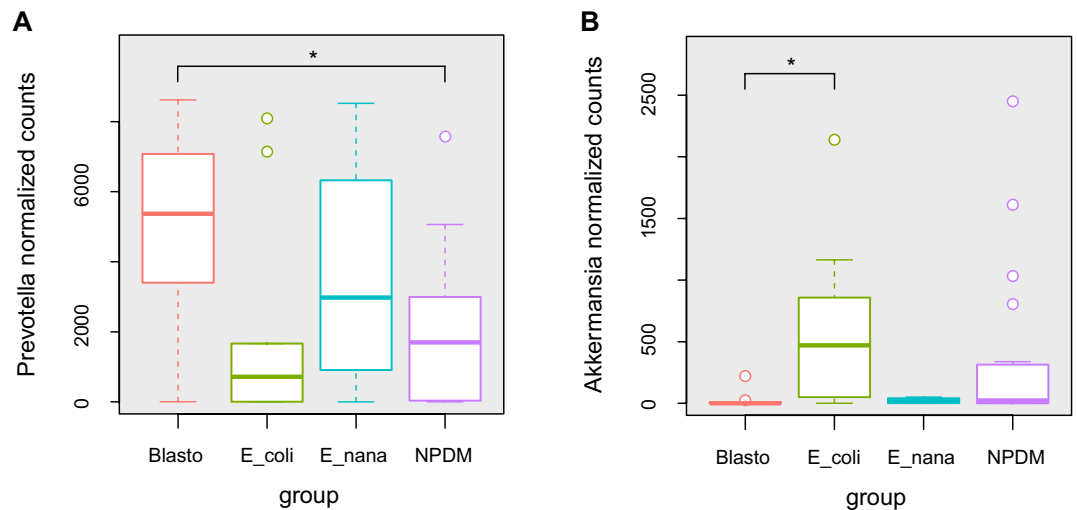 A
Prevotella normalized counts
6000
2000
0
*
Blasto E_coli E_nana NPDM
group
B
Akkermansia normalized counts
2500
1500
500
0
*
Blasto E_coli E_nana NPDM
group